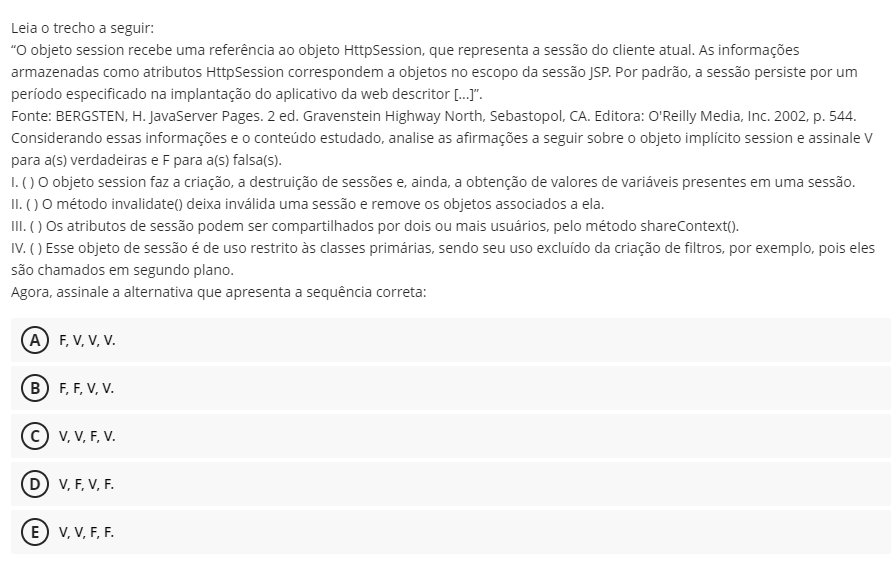 Leia o trecho a seguir:
“O objeto session recebe uma referência ao objeto HttpSession, que representa a sessão do cliente atual. As informações
armazenadas como atributos HttpSession correspondem a objetos no escopo da sessão JSP. Por padrão, a sessão persiste por um
período especificado na implantação do aplicativo da web descritor [...]”.
Fonte: BERGSTEN, H. JavaServer Pages. 2 ed. Gravenstein Highway North, Sebastopol, CA. Editora: O'Reilly Media, Inc. 2002, p. 544.
Considerando essas informações e o conteúdo estudado, analise as afirmações a seguir sobre o objeto implícito session e assinale V
para a(s) verdadeiras e F para a(s) falsa(s).
I. ( ) O objeto session faz a criação, a destruição de sessões e, ainda, a obtenção de valores de variáveis presentes em uma sessão.
II. ( ) O método invalidate() deixa inválida uma sessão e remove os objetos associados a ela.
III. ( ) Os atributos de sessão podem ser compartilhados por dois ou mais usuários, pelo método shareContext().
IV. ( ) Esse objeto de sessão é de uso restrito às classes primárias, sendo seu uso excluído da criação de filtros, por exemplo, pois eles
são chamados em segundo plano.
Agora, assinale a alternativa que apresenta a sequência correta:
A F, V, V, V.
B F, F, V, V.
C V, V, F, V.
D V, F, V, F.
E V, V, F, F.